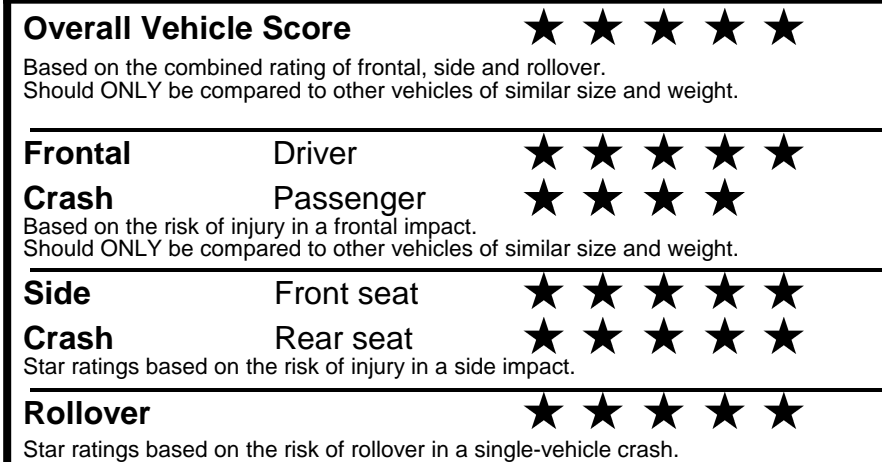 Overall Vehicle Score ★ ★ ★ ★ ★
Based on the combined rating of frontal, side and rollover.
Should ONLY be compared to other vehicles of similar size and weight.
Frontal Driver ★ ★ ★ ★ ★
Crash Passenger ★ ★ ★ ★
Based on the risk of injury in a frontal impact.
Should ONLY be compared to other vehicles of similar size and weight.
Side Front seat ★ ★ ★ ★ ★
Crash Rear seat ★ ★ ★ ★ ★
Star ratings based on the risk of injury in a side impact.
Rollover ★ ★ ★ ★ ★
Star ratings based on the risk of rollover in a single-vehicle crash.